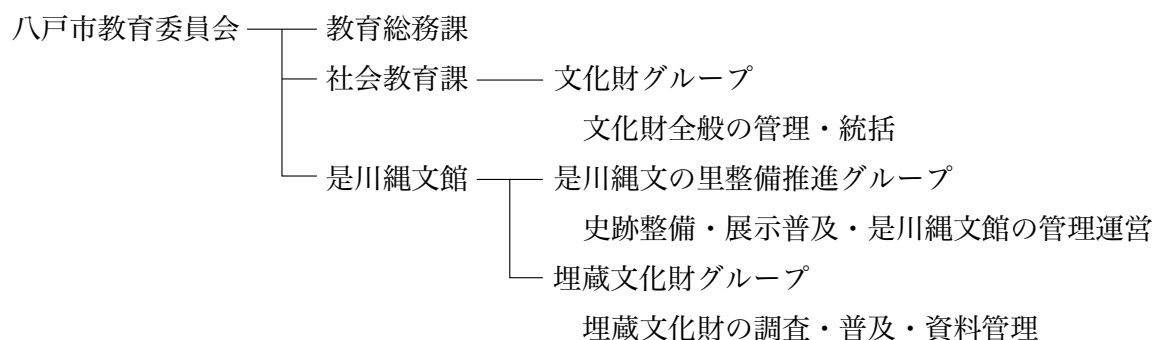 八戸市教育委員会 教育総務課
社会教育課 文化財グループ
文化財全般の管理・統括
是川縄文館 是川縄文の里整備推進グループ
史跡整備・展示普及・是川縄文館の管理運営
埋蔵文化財グループ
埋蔵文化財の調査・普及・資料管理